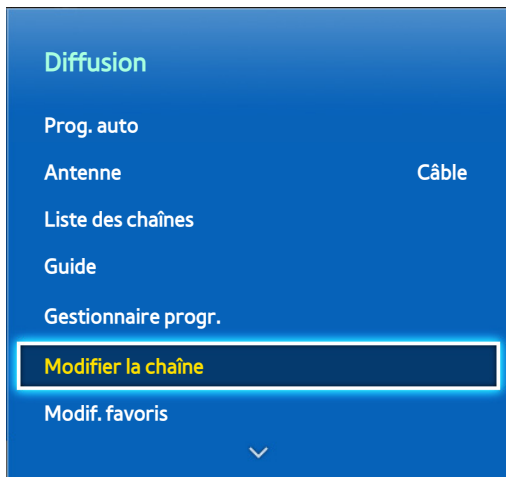 Diffusion
Prog. auto
Antenne Câble
Liste des chaînes
Guide
Gestionnaire progr.
Modifier la chaîne
Modif. favoris